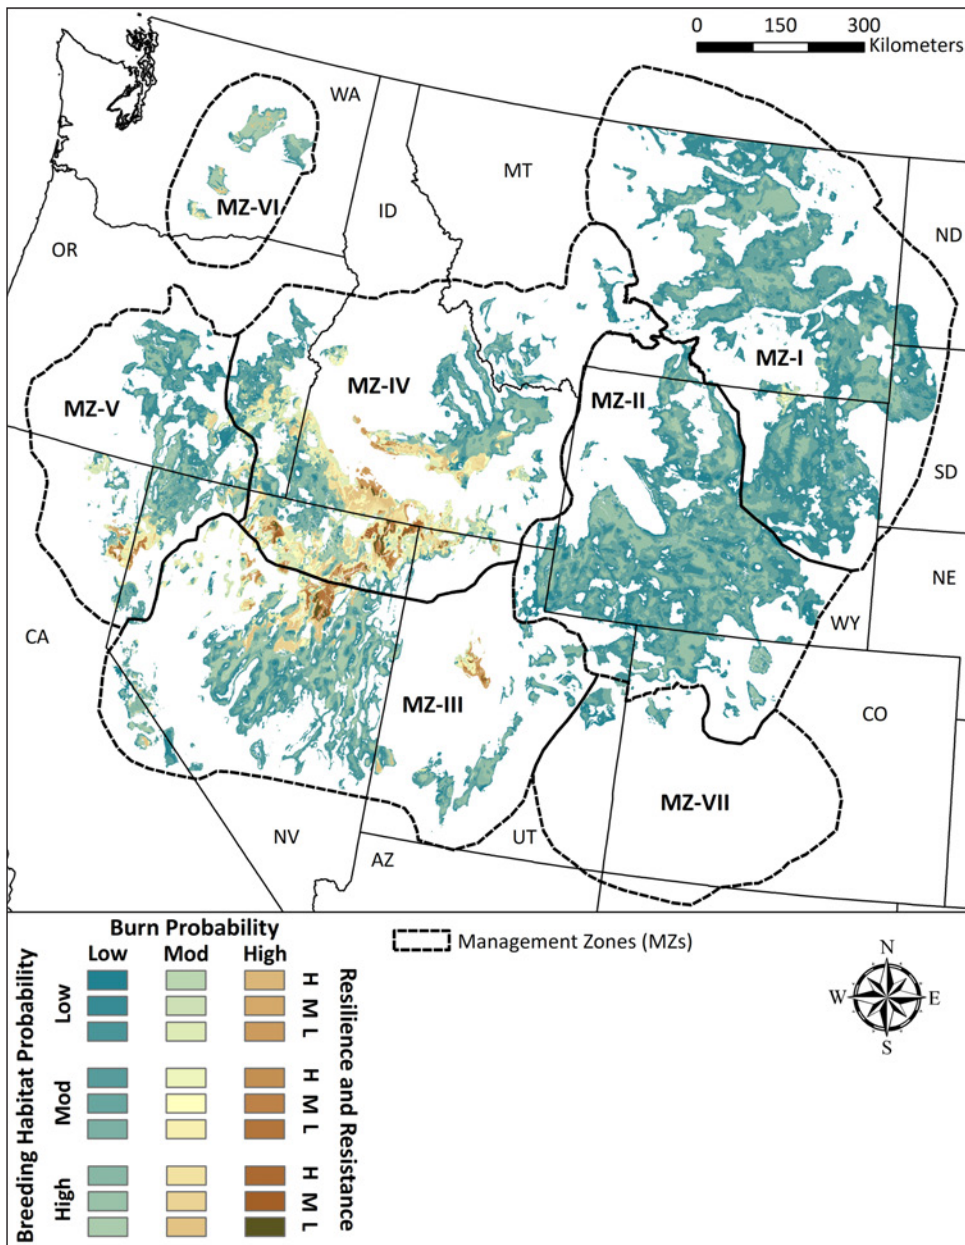 0 150 300
Kilometers
WA
MT
ID
MZ-VI
ND
OR
MZ-I
MZ-IV
MZ-II
MZ-V
SD
NE
WY
CA
MZ-III
CO
MZ-VII
NV
UT
AZ
Burn Probability
Low Mod High
Management Zones (MZs)
Breeding Habitat Probability
Low
Mod
High
H
M
L
H
M
L
H
M
L
Resilience and Resistance
N
W E
S